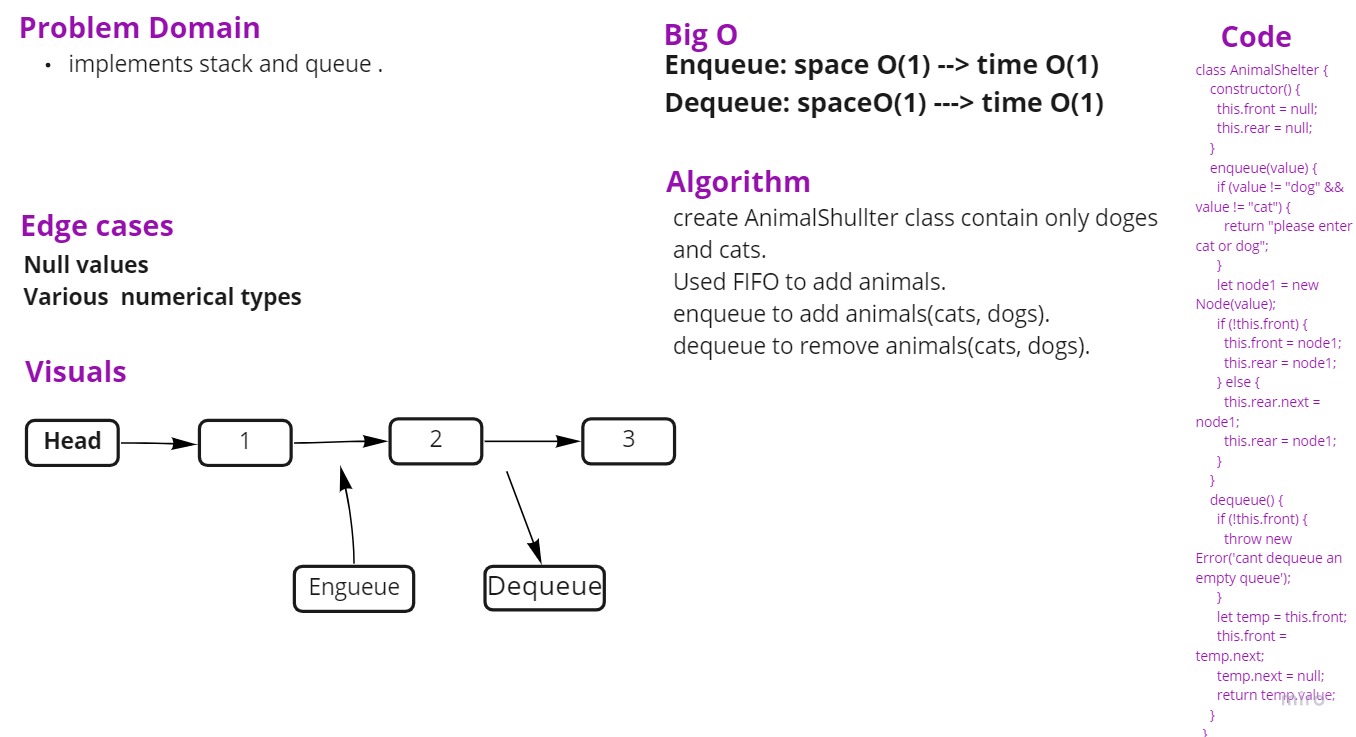 Problem Domain
• implements stack and queue .
Edge cases
Null values
Various  numerical types
Visuals
Head
1
2
3
Engueue
Dequeue
Big O
Enqueue: space O(1) --> time O(1)
Dequeue: spaceO(1) ---> time O(1)
Algorithm
create AnimalShullter class contain only doges
and cats.
Used FIFO to add animals.
enqueue to add animals(cats, dogs).
dequeue to remove animals(cats, dogs).
Code
class AnimalShelter {
constructor() {
this.front = null;
this.rear = null;
}
enqueue(value) {
if (value != "dog" &&
value != "cat") {
return "please enter
cat or dog";
}
let node1 = new
Node(value);
if (!this.front) {
this.front = node1;
this.rear = node1;
} else {
this.rear.next =
node1;
this.rear = node1;
}
}
dequeue() {
if (!this.front) {
throw new
Error('cant dequeue an
empty queue');
}
let temp = this.front;
this.front =
temp.next;
temp.next = null;
return temp.value;
}
}
miro